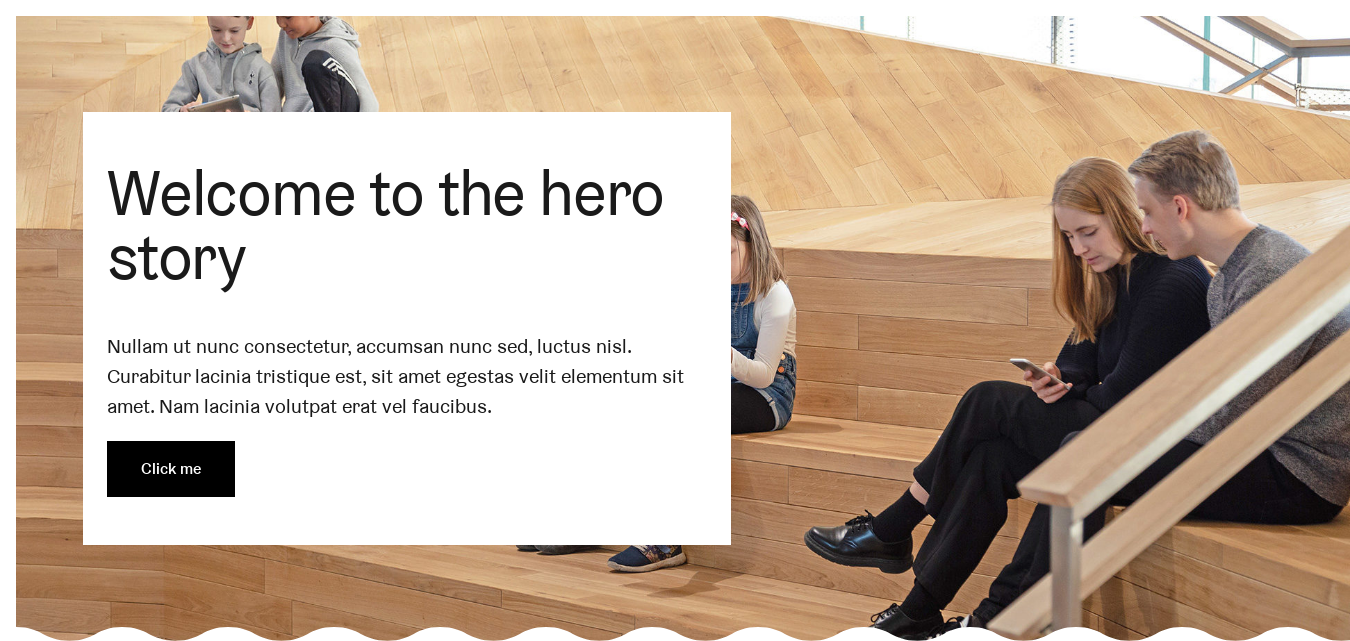 Welcome to the hero
story
Nullam ut nunc consectetur, accumsan nunc sed, luctus nisl.
Curabitur lacinia tristique est, sit amet egestas velit elementum sit
amet. Nam lacinia volutpat erat vel faucibus.
Click me